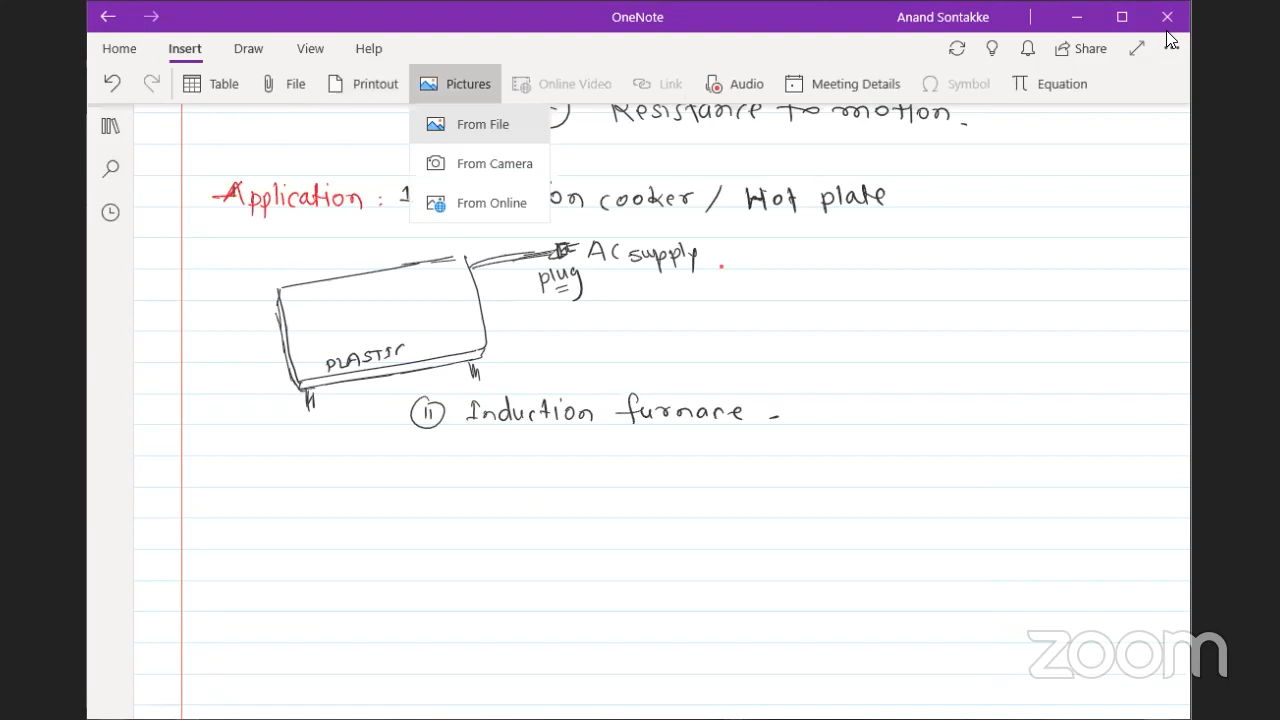 OneNote
Anand Sontakke
Home Insert Draw View Help Share
Table File Printout Pictures Online Video Link Audio Meeting Details Symbol Equation
From File
From Camera
From Online
Resistance to motion.
Application : 1 on cooker / Hot plate
AC supply
plug
PLASTIC
II Induction furnace -
zoom